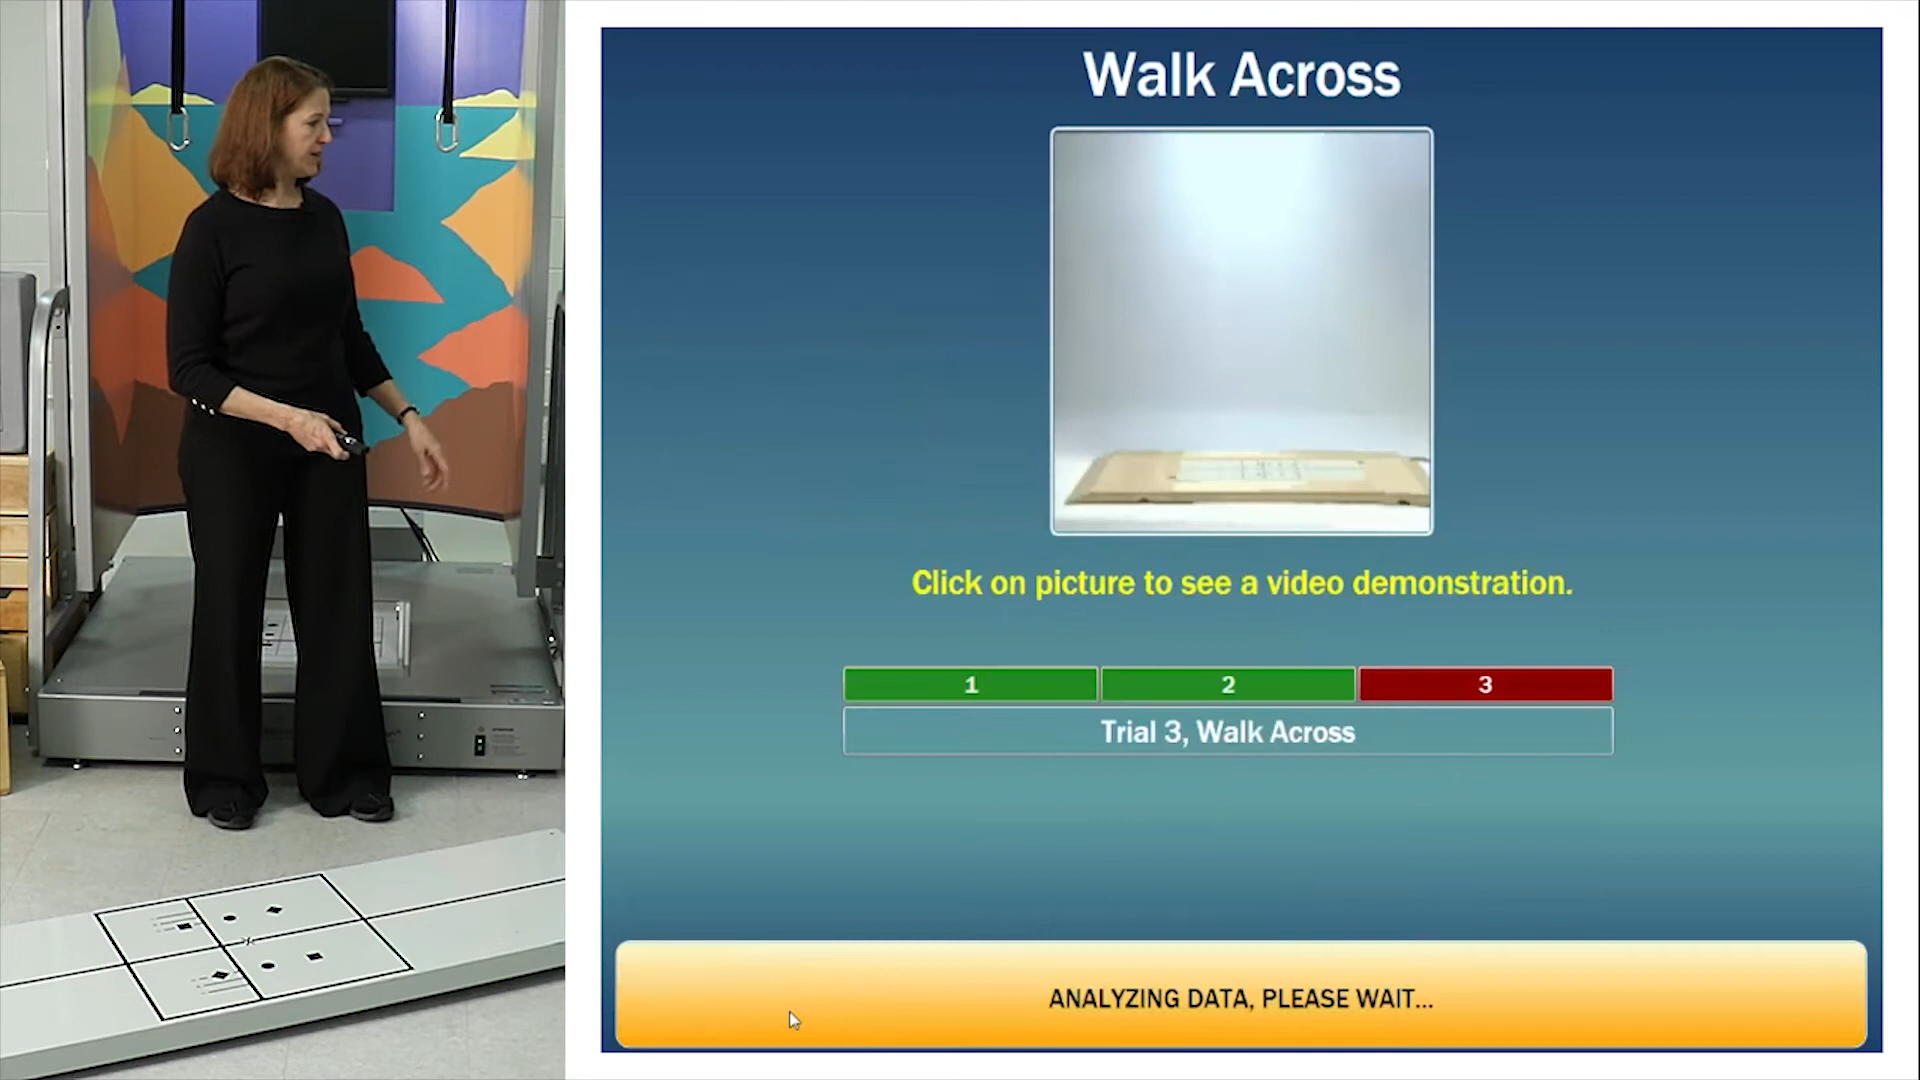 Walk Across
Click on picture to see a video demonstration.
1 2 3
Trial 3, Walk Across
ANALYZING DATA, PLEASE WAIT...